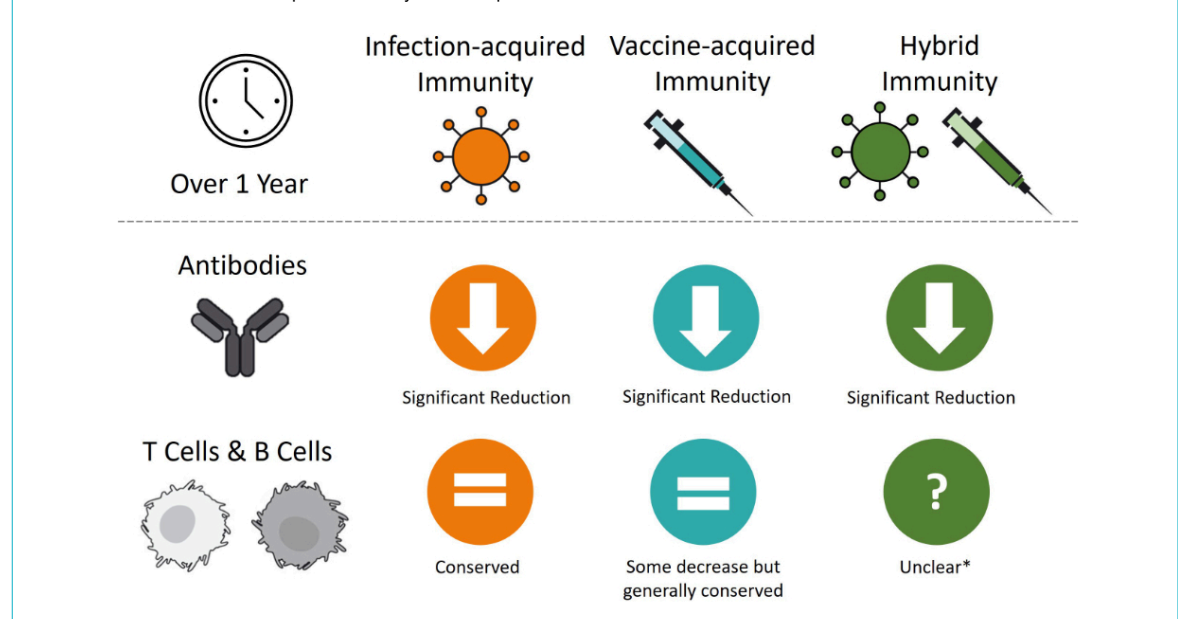 Infection-acquired Immunity
Vaccine-acquired Immunity
Hybrid Immunity
Over 1 Year
Antibodies
Significant Reduction
Significant Reduction
Significant Reduction
T Cells & B Cells
Conserved
Some decrease but
generally conserved
?
Unclear*